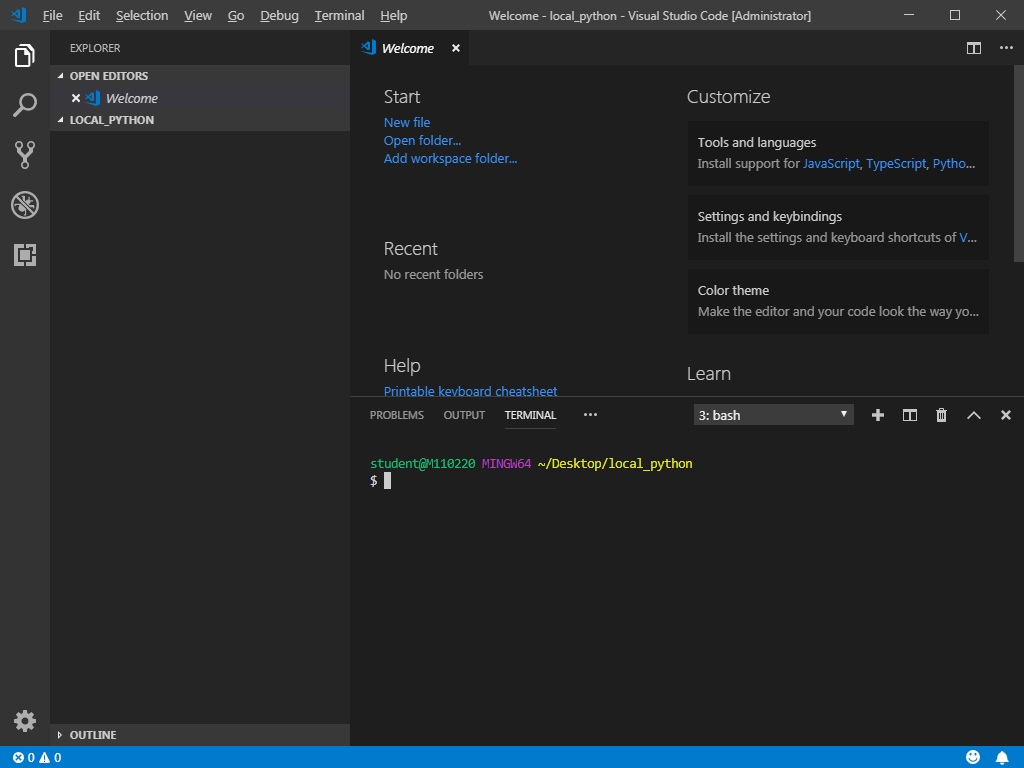 File Edit Selection View Go Debug Terminal Help
Welcome - local_python - Visual Studio Code [Administrator]
EXPLORER
OPEN EDITORS
Welcome
LOCAL_PYTHON
OUTLINE
Welcome
Start
New file
Open folder...
Add workspace folder...
Recent
No recent folders
Help
Printable keyboard cheatsheet
Customize
Tools and languages
Install support for JavaScript, TypeScript, Pytho...
Settings and keybindings
Install the settings and keyboard shortcuts of V...
Color theme
Make the editor and your code look the way yo...
Learn
PROBLEMS OUTPUT TERMINAL ··· 3: bash
student@M110220 MINGW64 ~/Desktop/local_python
$
0 0